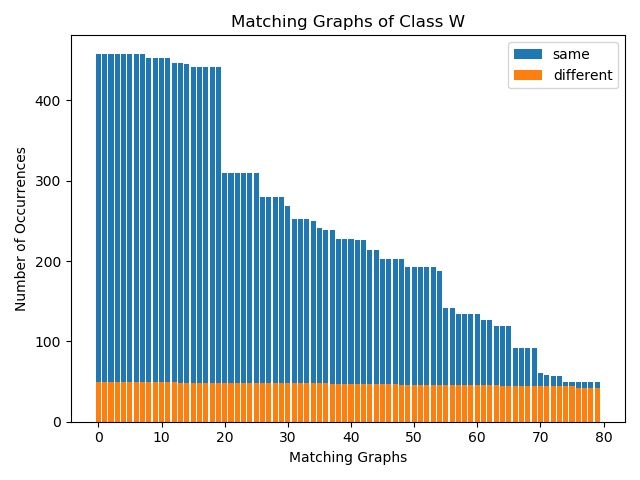 Matching Graphs of Class W
same
different
Number of Occurrences
400
300
200
100
0
0 10 20 30 40 50 60 70 80
Matching Graphs